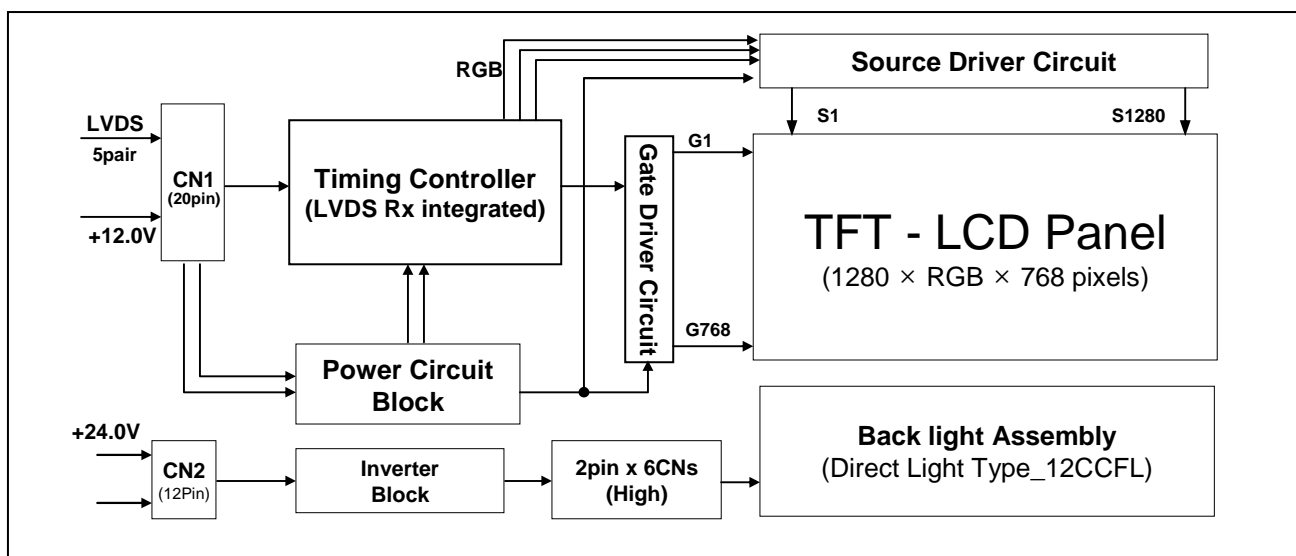 RGB
Source Driver Circuit
S1
S1280
LVDS
5pair
CN1
(20pin)
+12.0V
Timing Controller
(LVDS Rx integrated)
Gate Driver Circuit
G1
G768
TFT - LCD Panel
(1280 × RGB × 768 pixels)
Power Circuit
Block
+24.0V
CN2
(12Pin)
Inverter
Block
2pin x 6CNs
(High)
Back light Assembly
(Direct Light Type_12CCFL)